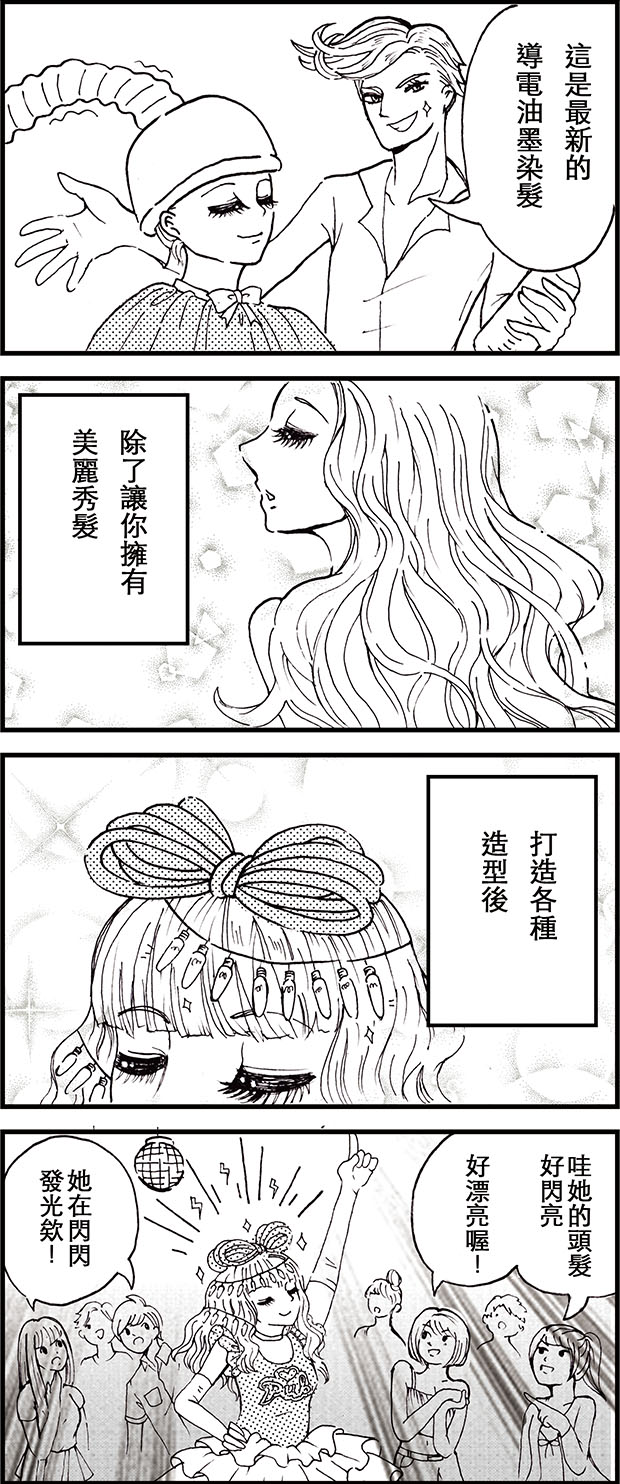 這是最新的
導電油墨染髮
除了讓你擁有
美麗秀髮
打造各種
造型後
哇她的頭髮
好閃亮
好漂亮喔！
她在閃閃
發光欸！
Pub